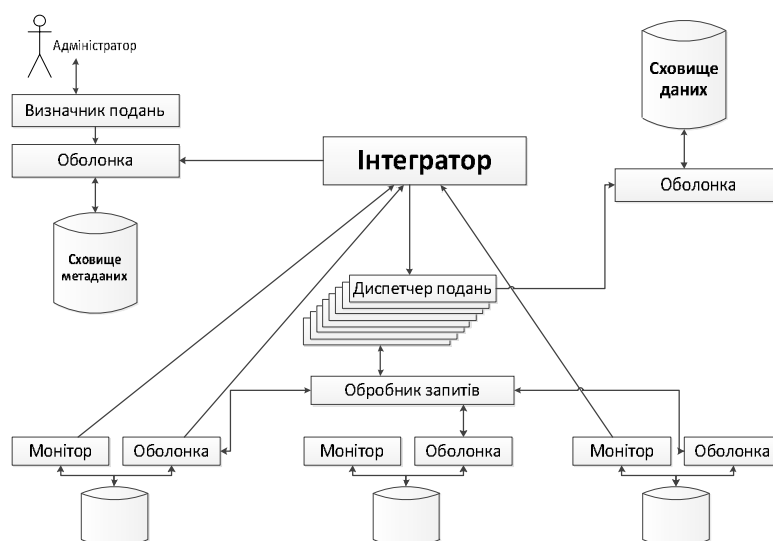 Адміністратор
Визначник подань
Оболонка
Сховище
метаданих
Інтегратор
Сховище
даних
Оболонка
Диспетчер подань
Обробник запитів
Монітор
Оболонка
Монітор
Оболонка
Монітор
Оболонка